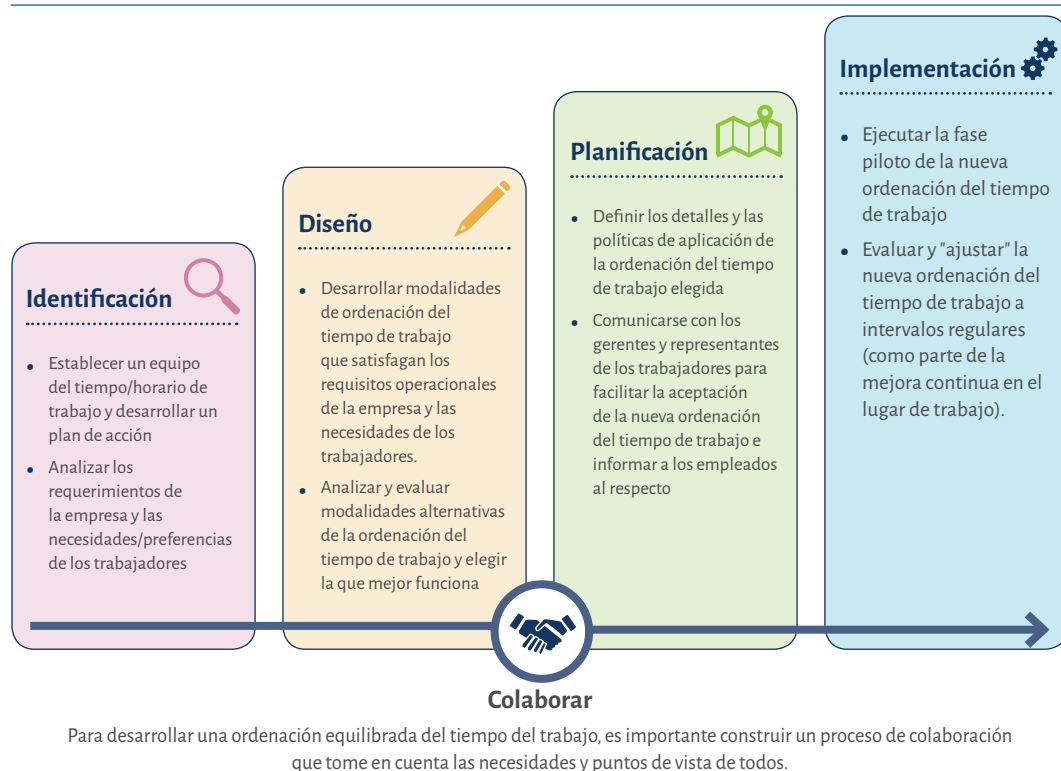 Identificación
• Establecer un equipo
del tiempo/horario de
trabajo y desarrollar un
plan de acción
• Analizar los
requerimientos de
la empresa y las
necesidades/preferencias
de los trabajadores
Diseño
• Desarrollar modalidades
de ordenación del
tiempo de trabajo
que satisfagan los
requisitos operacionales
de la empresa y las
necesidades de los
trabajadores.
• Analizar y evaluar
modalidades alternativas
de la ordenación del
tiempo de trabajo y elegir
la que mejor funciona
Planificación
• Definir los detalles y las
políticas de aplicación de
la ordenación del tiempo
de trabajo elegida
• Comunicarse con los
gerentes y representantes
de los trabajadores para
facilitar la aceptación
de la nueva ordenación
del tiempo de trabajo e
informar a los empleados
al respecto
Implementación
• Ejecutar la fase
piloto de la nueva
ordenación del tiempo
de trabajo
• Evaluar y "ajustar" la
nueva ordenación del
tiempo de trabajo a
intervalos regulares
(como parte de la
mejora continua en el
lugar de trabajo).
Colaborar
Para desarrollar una ordenación equilibrada del tiempo del trabajo, es importante construir un proceso de colaboración
que tome en cuenta las necesidades y puntos de vista de todos.